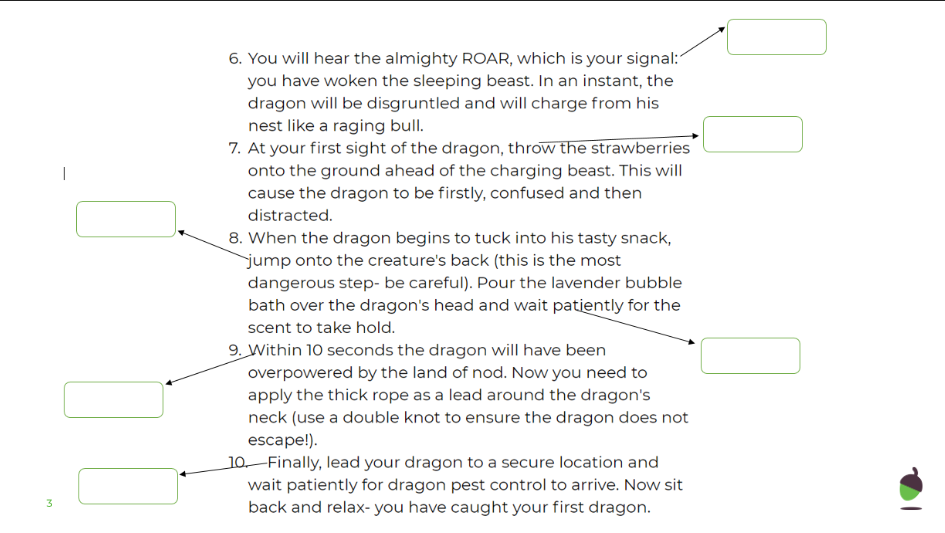 6. You will hear the almighty ROAR, which is your signal:
you have woken the sleeping beast. In an instant, the
dragon will be disgruntled and will charge from his
nest like a raging bull.
7. At your first sight of the dragon, throw the strawberries
onto the ground ahead of the charging beast. This will
cause the dragon to be firstly, confused and then
distracted.
8. When the dragon begins to tuck into his tasty snack,
jump onto the creature's back (this is the most
dangerous step- be careful). Pour the lavender bubble
bath over the dragon's head and wait patiently for the
scent to take hold.
9. Within 10 seconds the dragon will have been
overpowered by the land of nod. Now you need to
apply the thick rope as a lead around the dragon's
neck (use a double knot to ensure the dragon does not
escape!).
10. Finally, lead your dragon to a secure location and
wait patiently for dragon pest control to arrive. Now sit
back and relax- you have caught your first dragon.
3